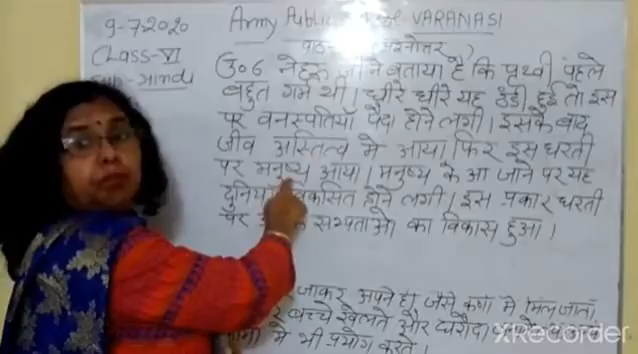 9-7-2020 Army Public VARANASI
Class-VI
उ०6 नेहरू जी ने बताया है कि पृथ्वी पहले
बहुत गर्म थी। धीरे धीरे यह ठंडी हुई तो इस
पर वनस्पतियाँ पैदा होने लगी। इसके बाद
जीव अस्तित्व मे आया। फिर इस धरती
पर मनुष्य आया। मनुष्य के आ जाने पर यह
विकसित होने लगी। इस प्रकार धरती
पर सभ्यताओ का विकास हुआ।
जाकर अपने ही जैसे कणो मे मिल जाता
बच्चे खेलते और घरौंदा
मे भी प्रयोग करते।
XRECORDER